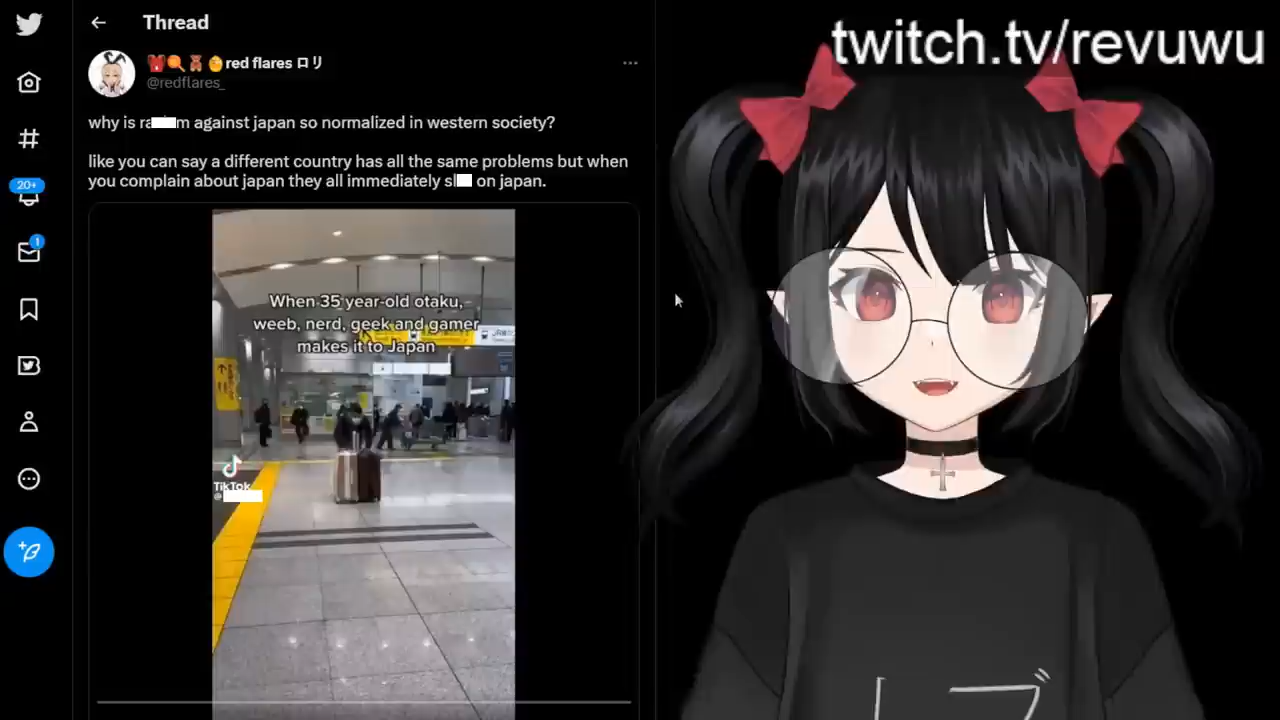 Thread
twitch.tv/revuwu
red flares ロリ
@redflares_
why is ra m against japan so normalized in western society?
like you can say a different country has all the same problems but when
you complain about japan they all immediately sl on japan.
20+
1
When 35 year-old otaku,
weeb, nerd, geek and gamer
makes it to Japan
TikTok
@